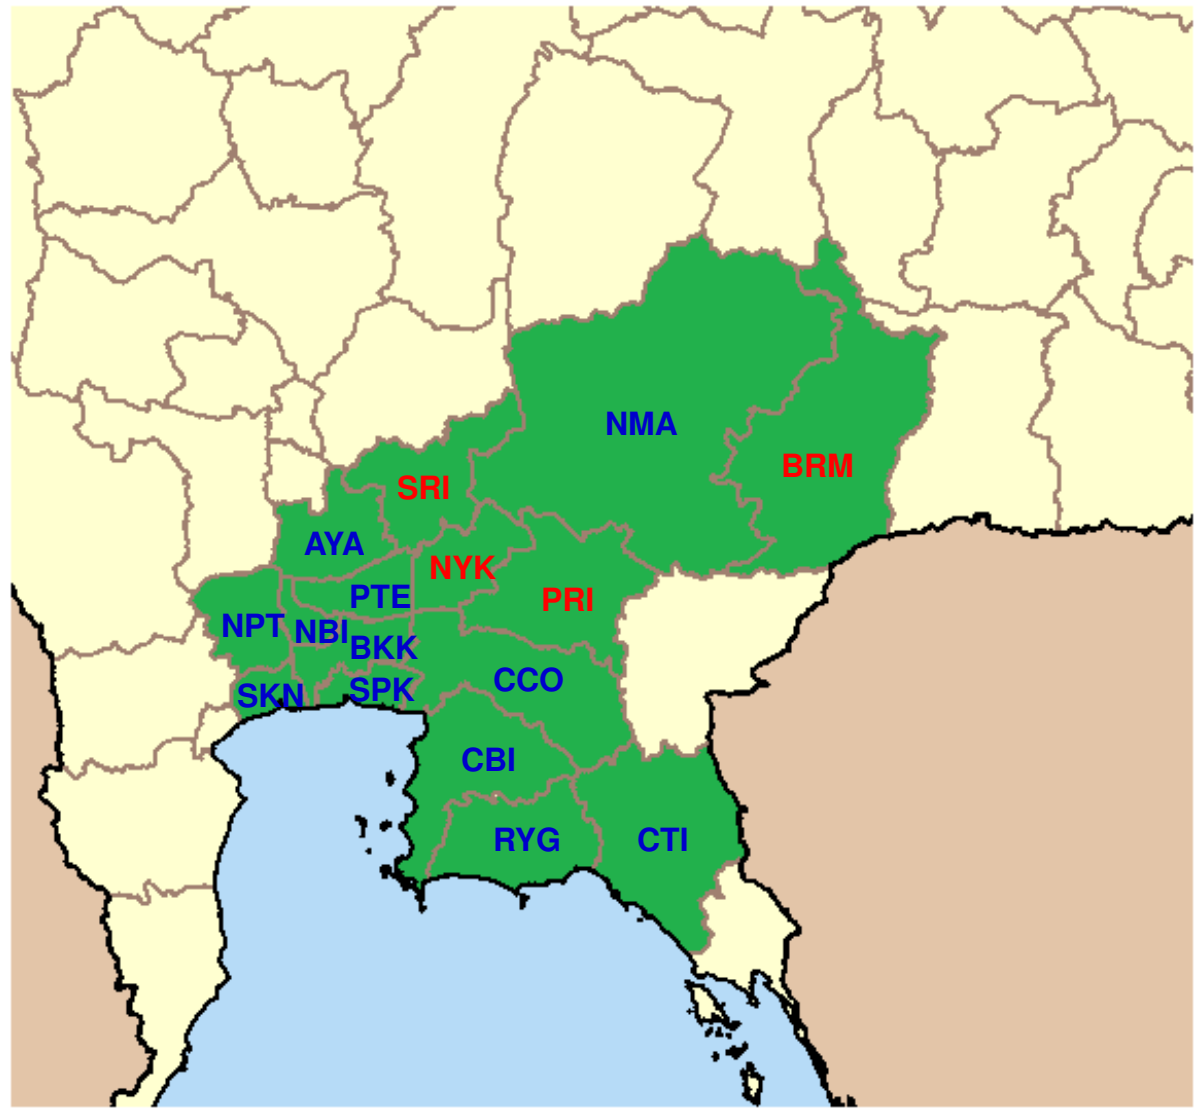 NMA
BRM
SRI
AYA
NYK
PTE
PRI
NPT
NBI
BKK
CCO
SPK
SKN
CBI
RYG
CTI